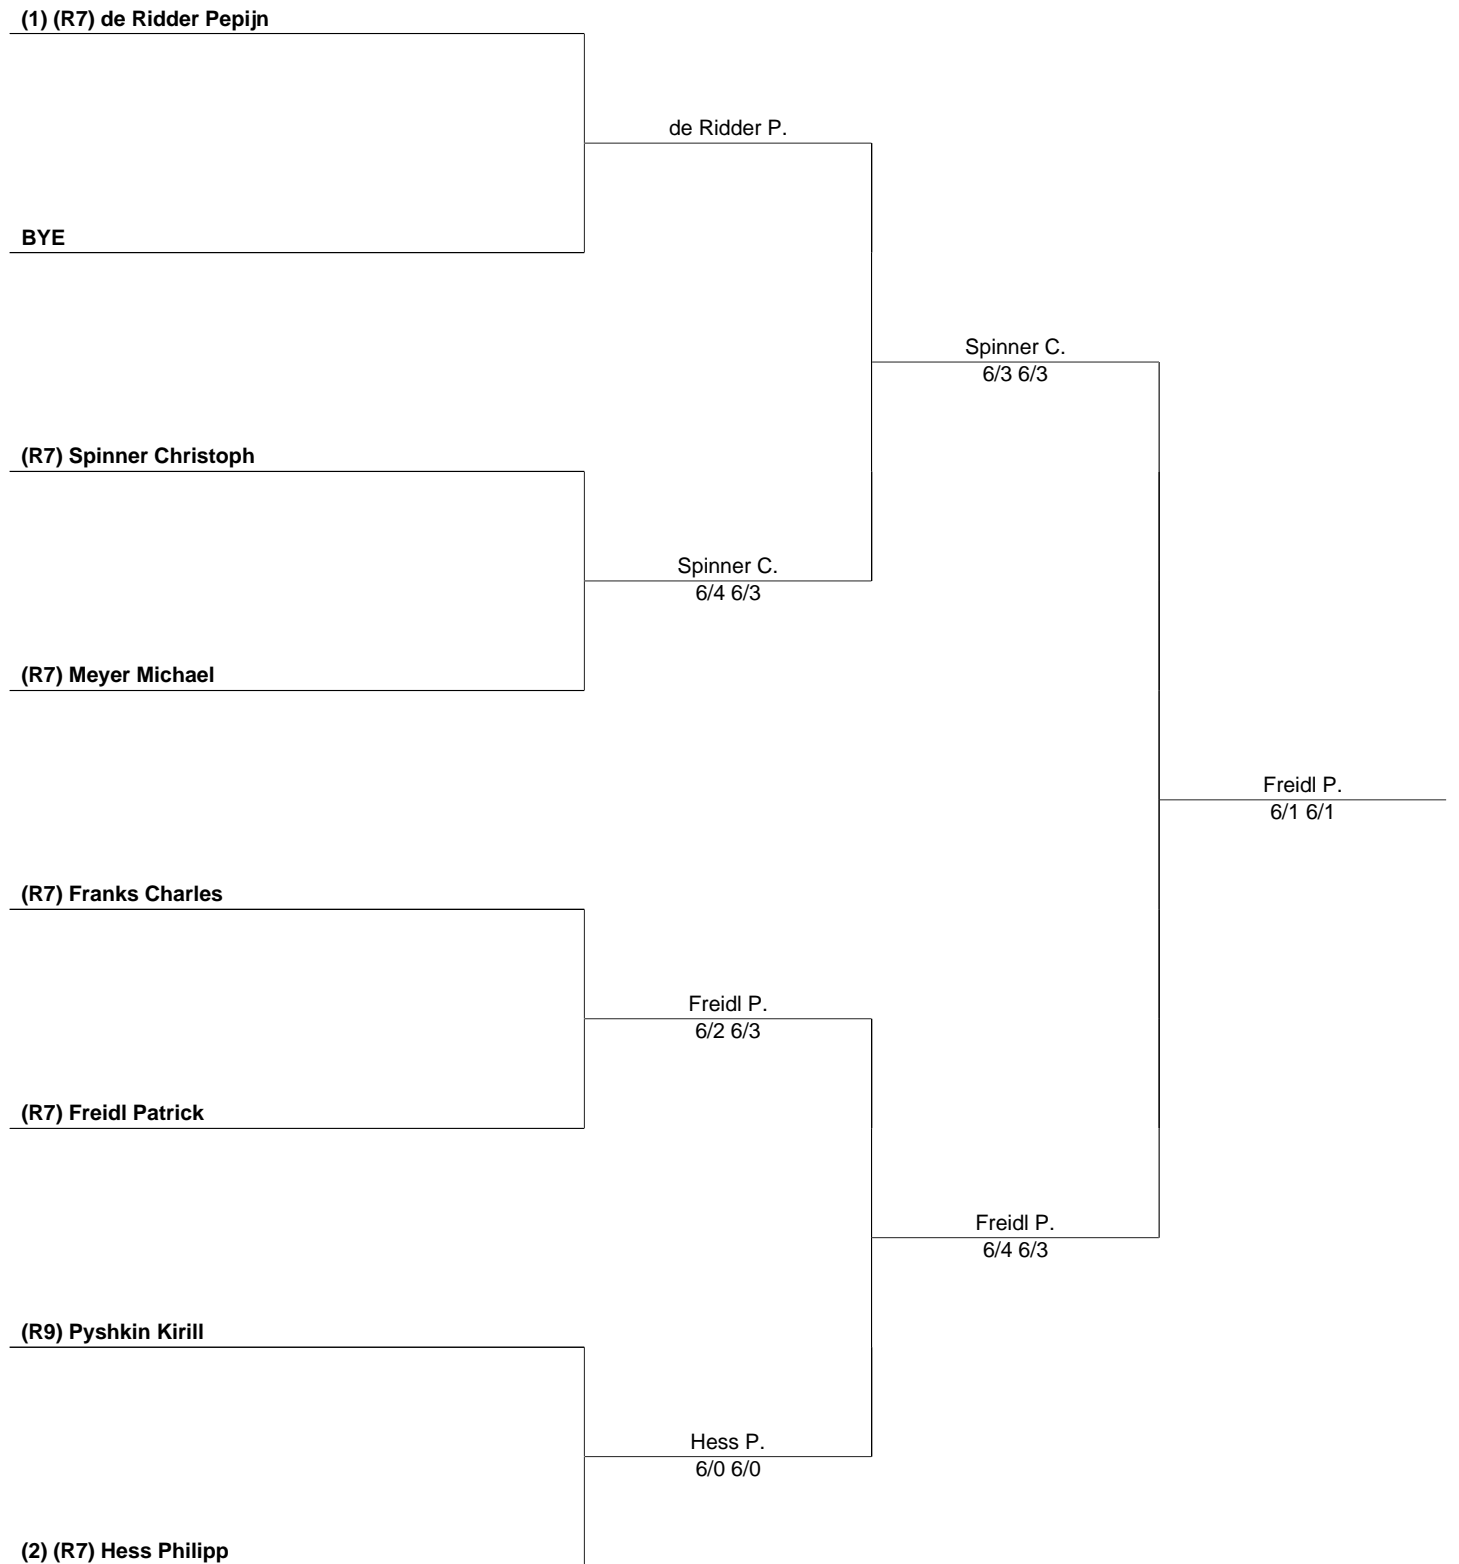 (1) (R7) de Ridder Pepijn
de Ridder P.
BYE
Spinner C.
6/3 6/3
(R7) Spinner Christoph
Spinner C.
6/4 6/3
(R7) Meyer Michael
Freidl P.
6/1 6/1
(R7) Franks Charles
Freidl P.
6/2 6/3
(R7) Freidl Patrick
Freidl P.
6/4 6/3
(R9) Pyshkin Kirill
Hess P.
6/0 6/0
(2) (R7) Hess Philipp